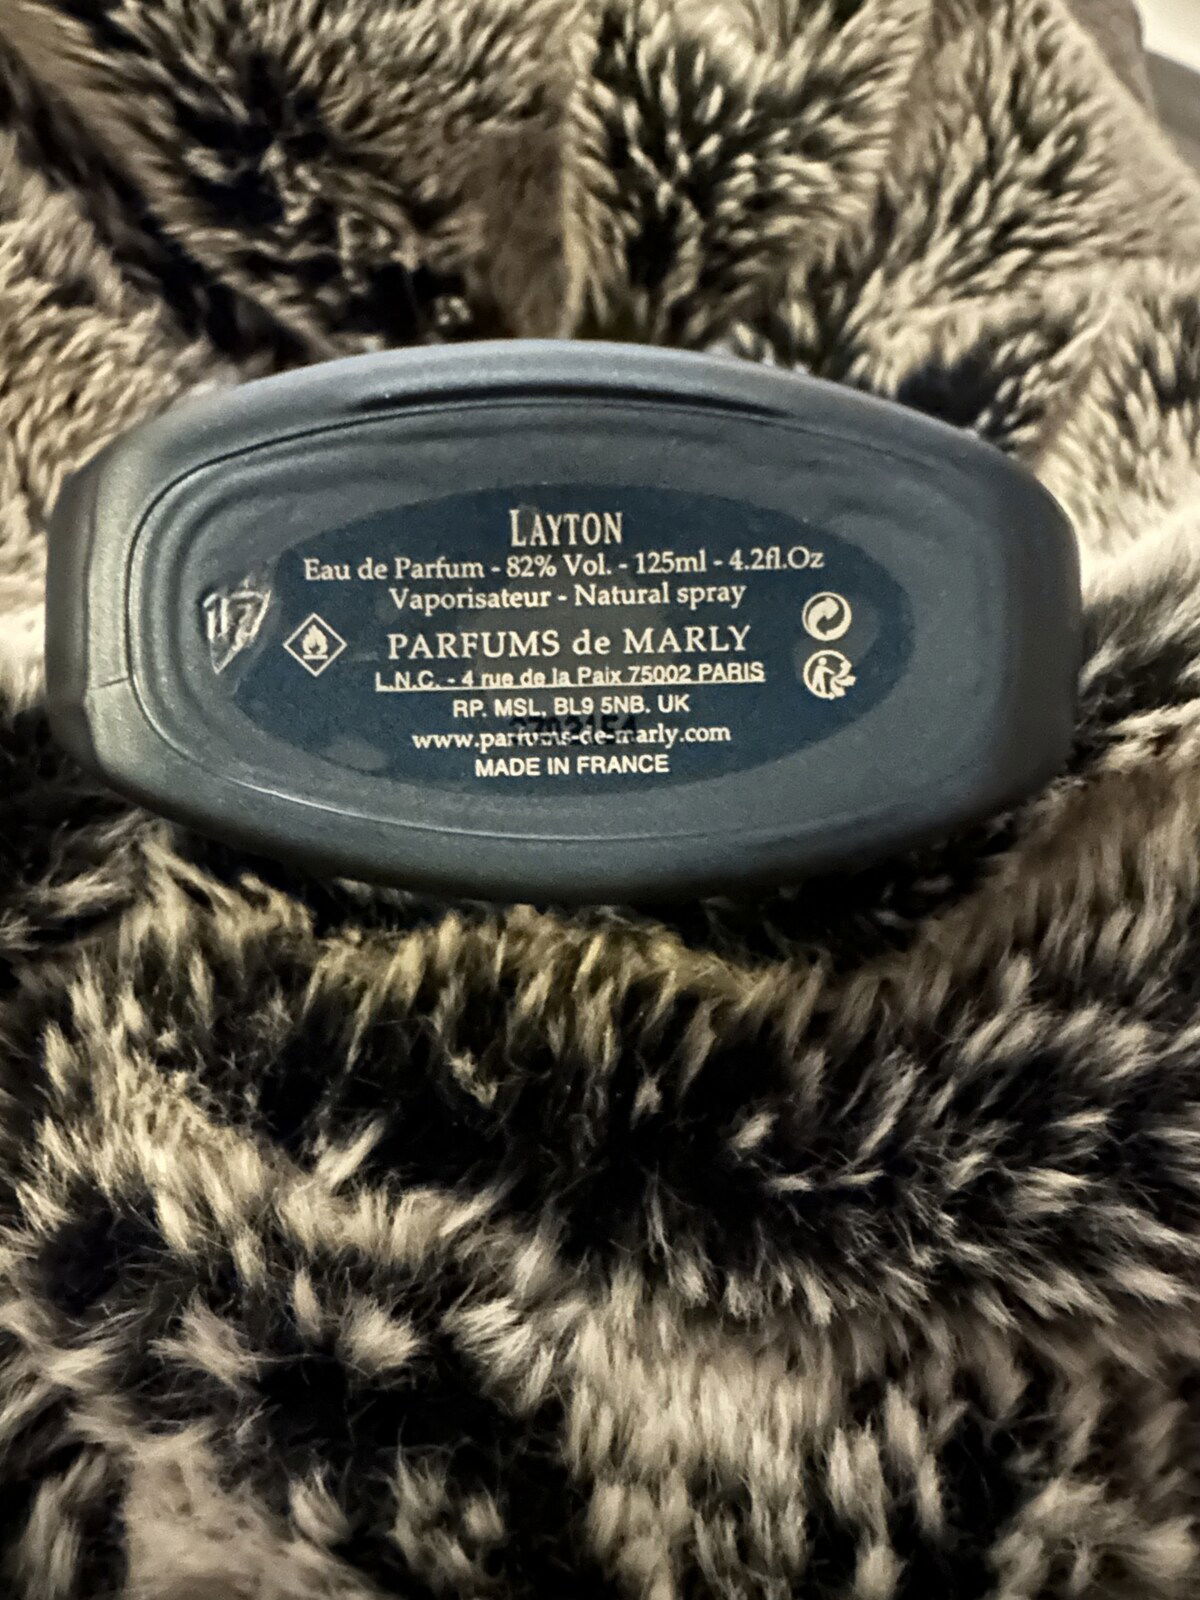 LAYTON
Eau de Parfum - 82% Vol. - 125ml - 4.2fl.Oz
Vaporisateur - Natural spray
PARFUMS de MARLY
L.N.C. - 4 rue de la Paix 75002 PARIS
RP. MSL. BL9 5NB. UK
www.parfums-de-marly.com
MADE IN FRANCE